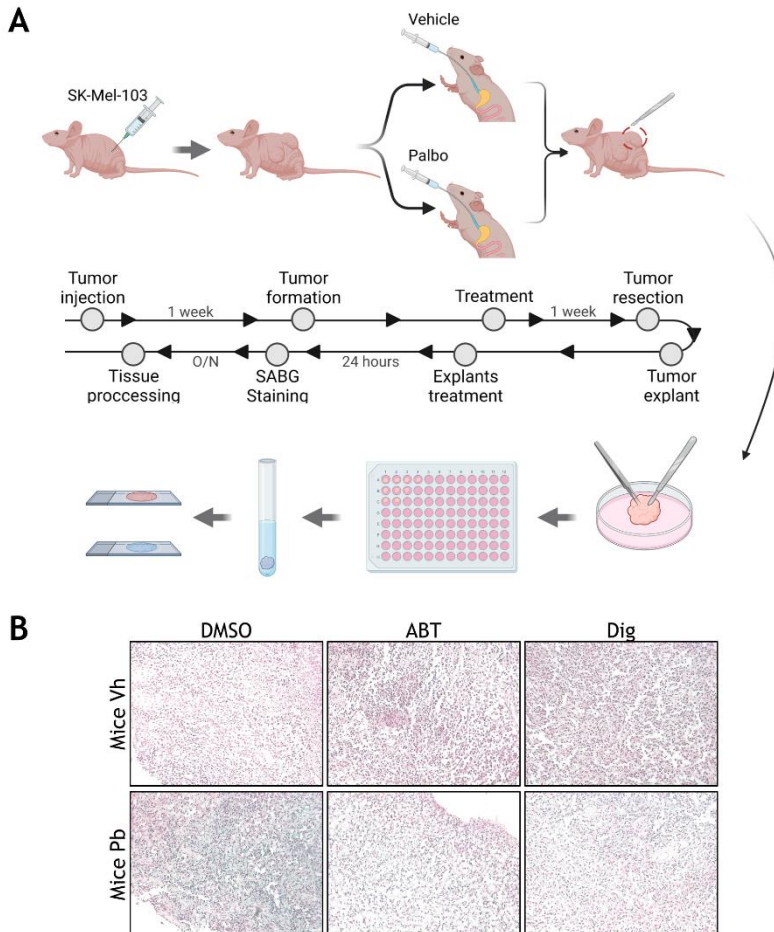 A
Vehicle
SK-Mel-103
Palbo
Tumor
injection
1 week
Tumor
formation
Treatment
1 week
Tumor
resection
Tissue
proccessing
O/N
SABG
Staining
24 hours
Explants
treatment
Tumor
explant
B
DMSO
ABT
Dig
Mice Vh
Mice Pb